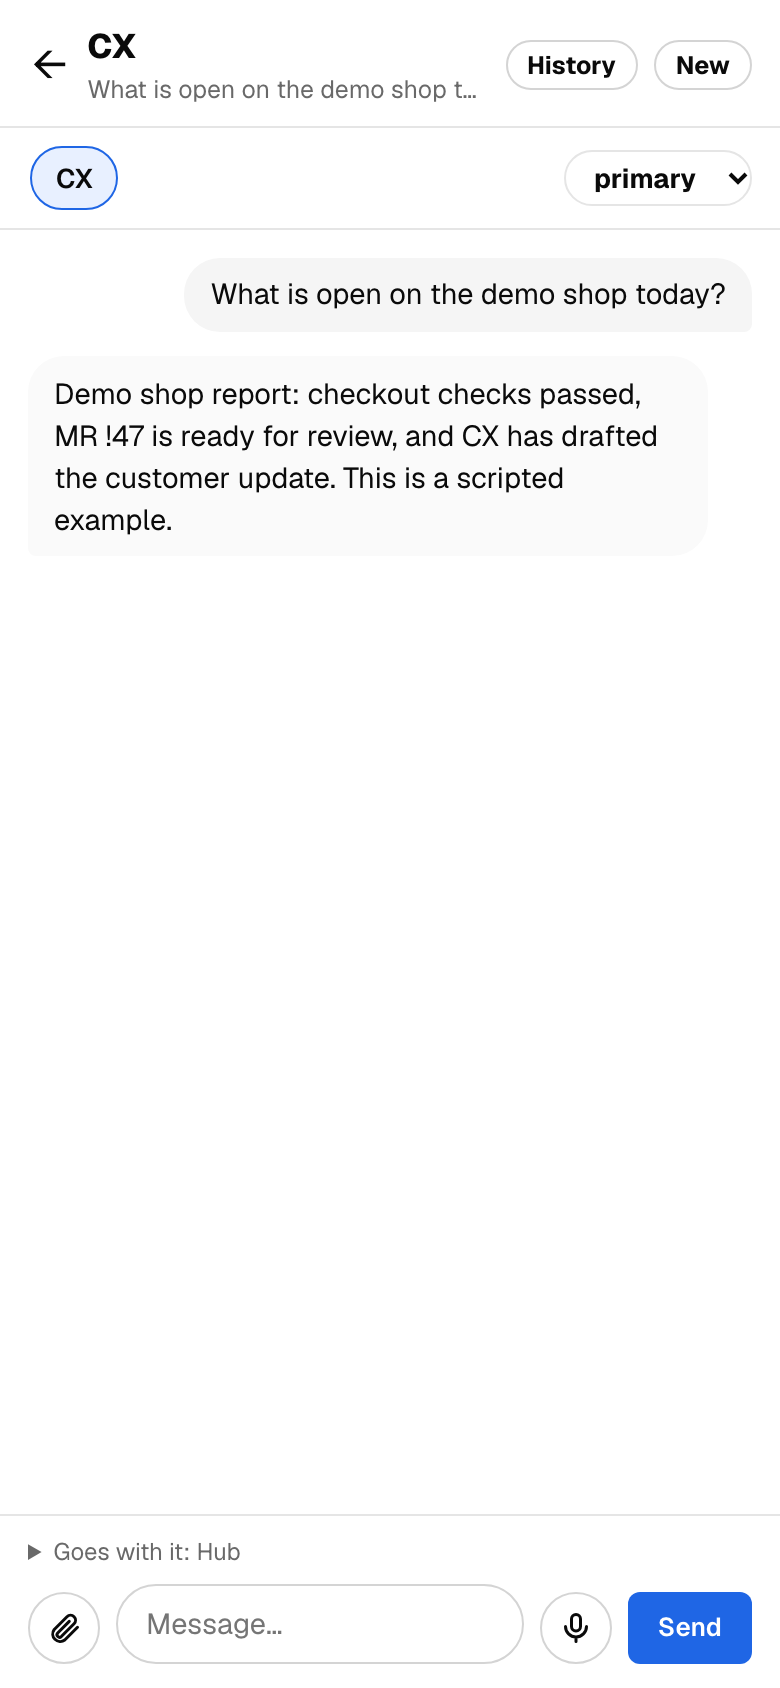 CX
What is open on the demo shop t...
History
New
CX
primary
What is open on the demo shop today?
Demo shop report: checkout checks passed,
MR !47 is ready for review, and CX has drafted
the customer update. This is a scripted
example.
Goes with it: Hub
Message...
Send